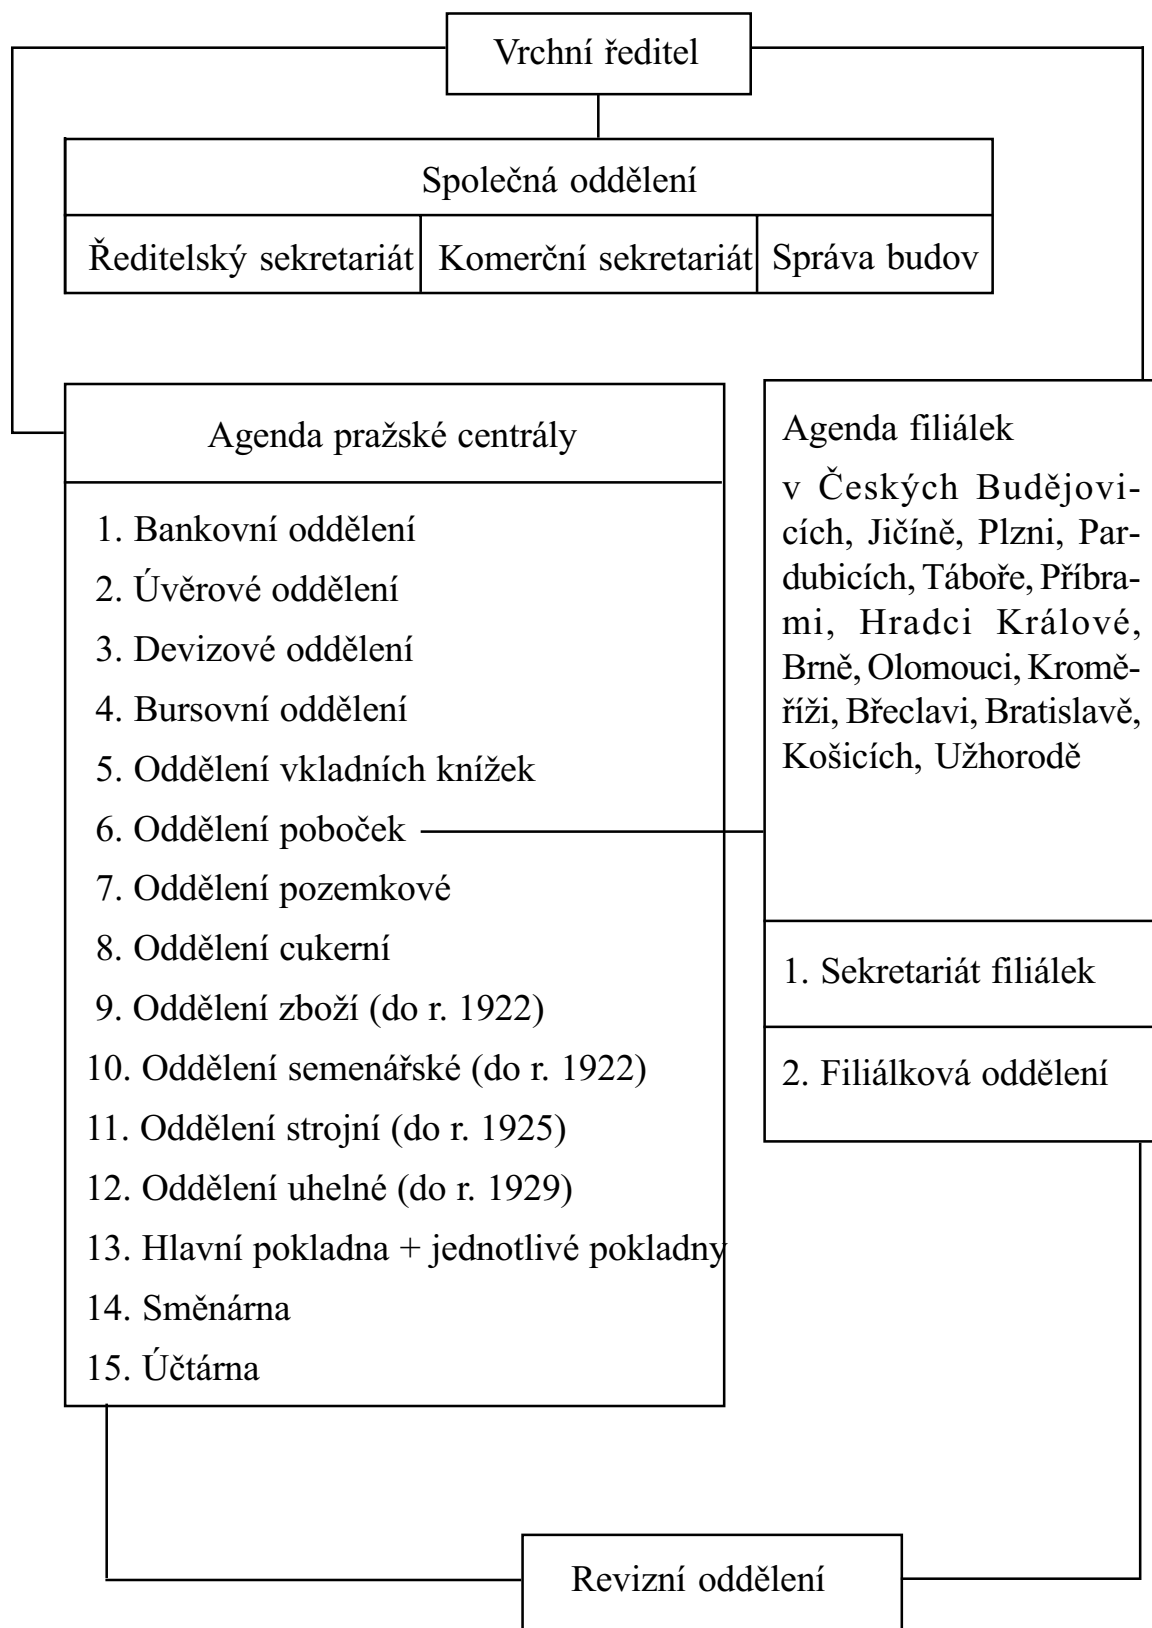 Vrchní ředitel
Společná oddělení
Ředitelský sekretariát
Komerční sekretariát
Správa budov
Agenda pražské centrály
1. Bankovní oddělení
2. Úvěrové oddělení
3. Devizové oddělení
4. Bursovní oddělení
5. Oddělení vkladních knížek
6. Oddělení poboček
7. Oddělení pozemkové
8. Oddělení cukerní
9. Oddělení zboží (do r. 1922)
10. Oddělení semenářské (do r. 1922)
11. Oddělení strojní (do r. 1925)
12. Oddělení uhelné (do r. 1929)
13. Hlavní pokladna + jednotlivé pokladny
14. Směnárna
15. Účtárna
Agenda filiálek
v Českých Budějovi-
cích, Jičíně, Plzni, Par-
dubicích, Táboře, Příbra-
mi, Hradci Králové,
Brně, Olomouci, Kromě-
říži, Břeclavi, Bratislavě,
Košicích, Užhorodě
1. Sekretariát filiálek
2. Filiálková oddělení
Revizní oddělení